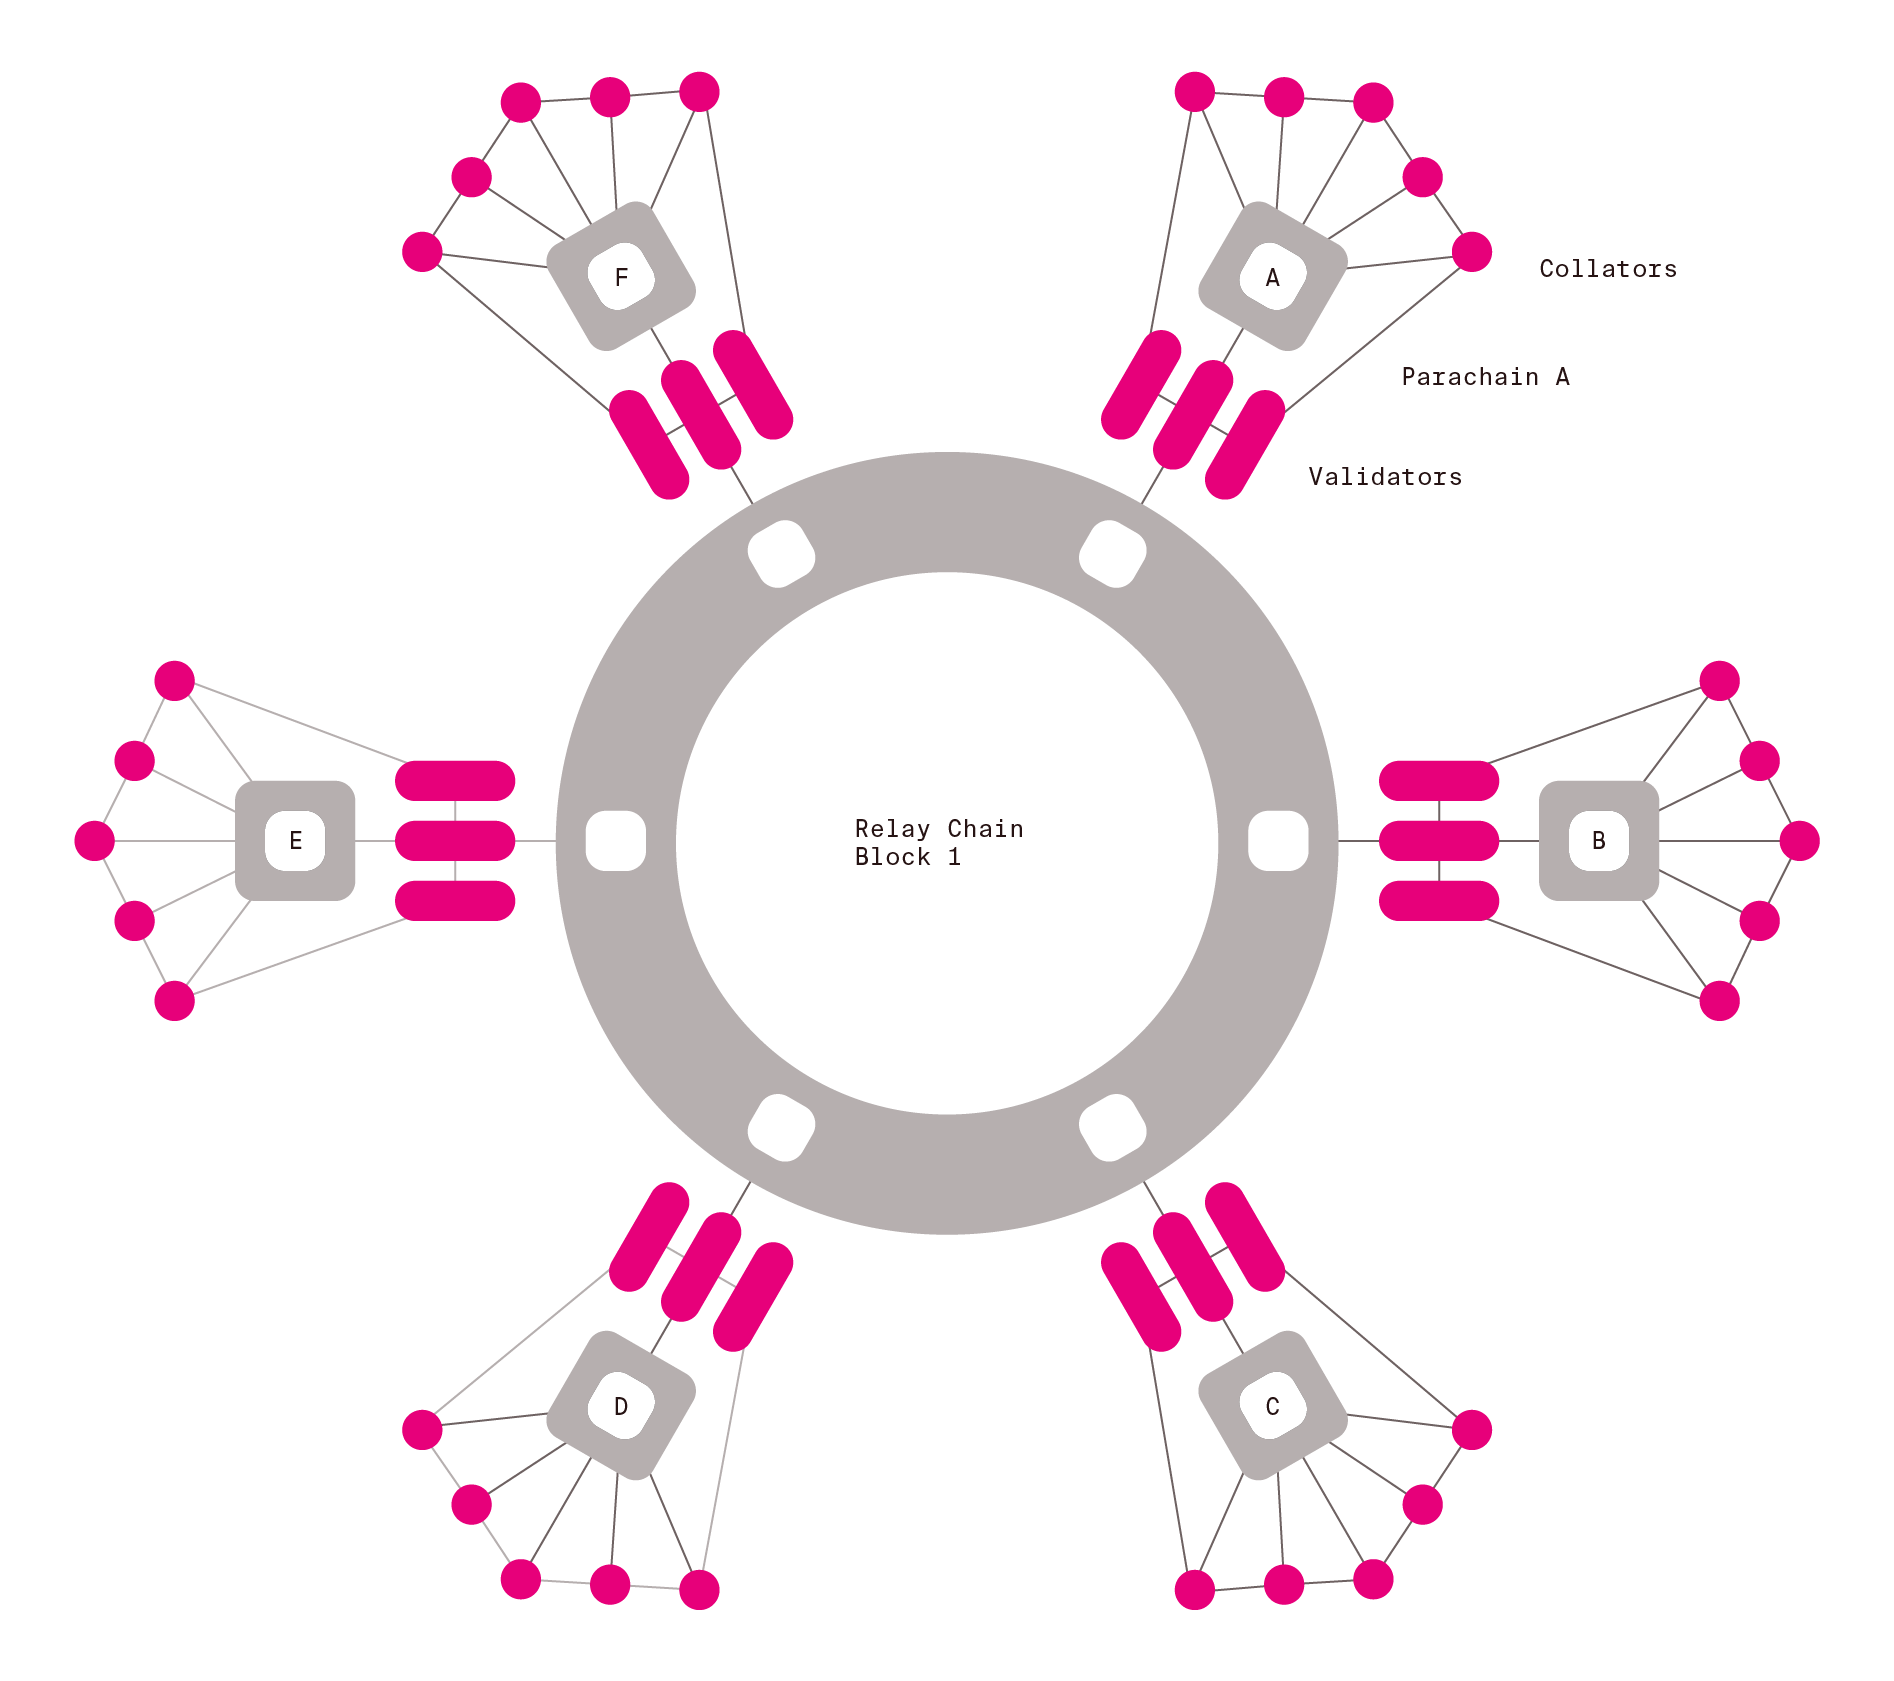 F
A
Collators
Parachain A
Validators
Relay Chain
Block 1
E
B
D
C